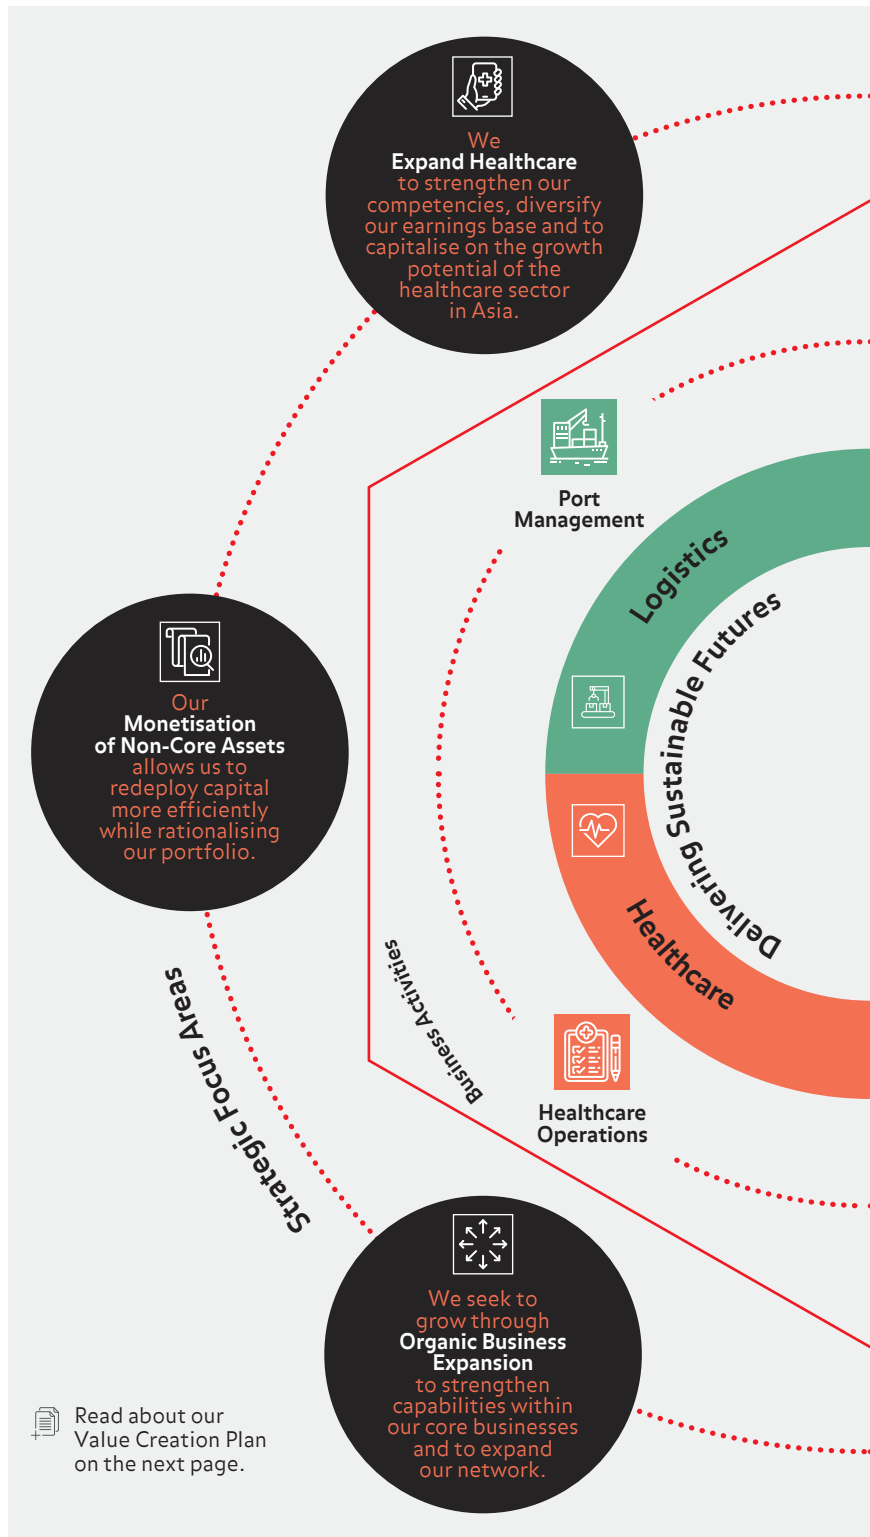 We
Expand Healthcare
to strengthen our
competencies, diversify
our earnings base and to
capitalise on the growth
potential of the
healthcare sector
in Asia.
Port
Management
Logistics
Delivering Sustainable Futures
Healthcare
Our
Monetisation
of Non-Core Assets
allows us to
redeploy capital
more efficiently
while rationalising
our portfolio.
Business Activities
Strategic Focus Areas
Healthcare
Operations
We seek to
grow through
Organic Business
Expansion
to strengthen
capabilities within
our core businesses
and to expand
our network.
Read about our
Value Creation Plan
on the next page.